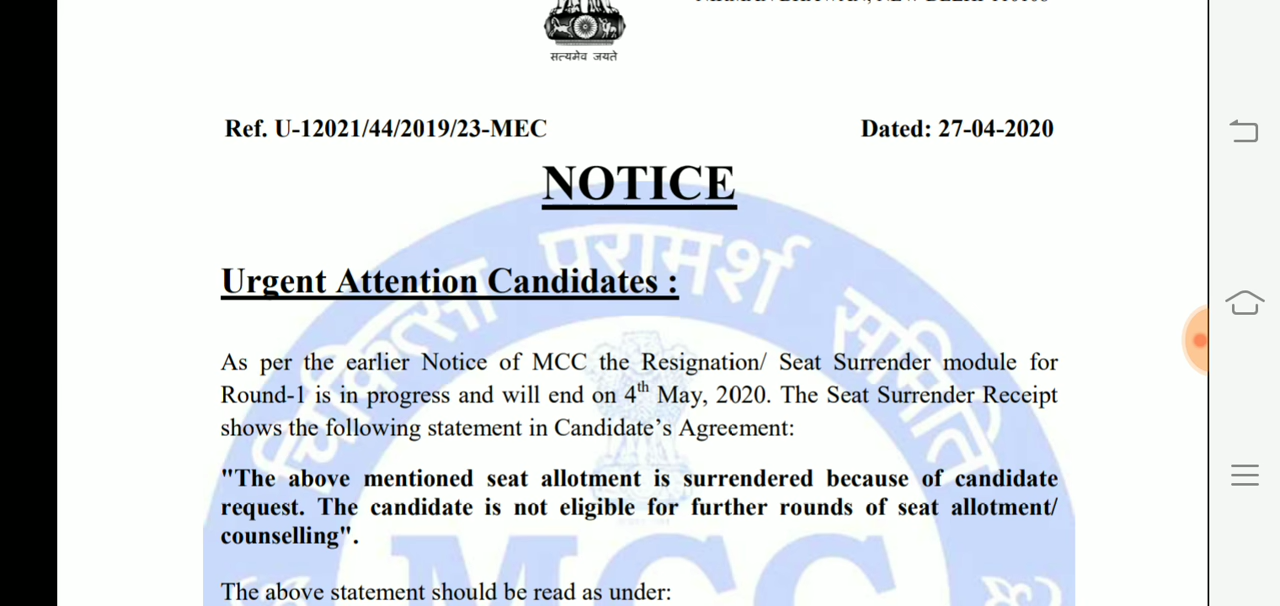 सत्यमेव जयते
Ref. U-12021/44/2019/23-MEC Dated: 27-04-2020
NOTICE
चिकित्सा परामर्श समिति
Urgent Attention Candidates :
As per the earlier Notice of MCC the Resignation/ Seat Surrender module for
Round-1 is in progress and will end on 4th May, 2020. The Seat Surrender Receipt
shows the following statement in Candidate’s Agreement:
"The above mentioned seat allotment is surrendered because of candidate
request. The candidate is not eligible for further rounds of seat allotment/
counselling".
MCC
The above statement should be read as under: